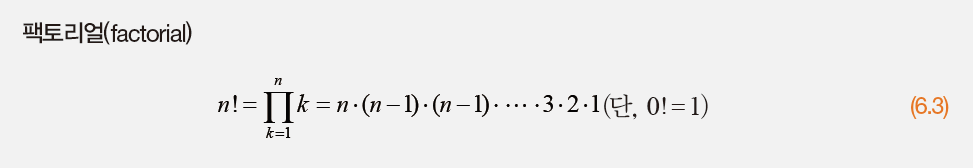 팩토리얼(factorial)
n! = ∏_{k=1}^{n} k = n·(n−1)·(n−1)· ⋯ ·3·2·1(단, 0! = 1) (6.3)